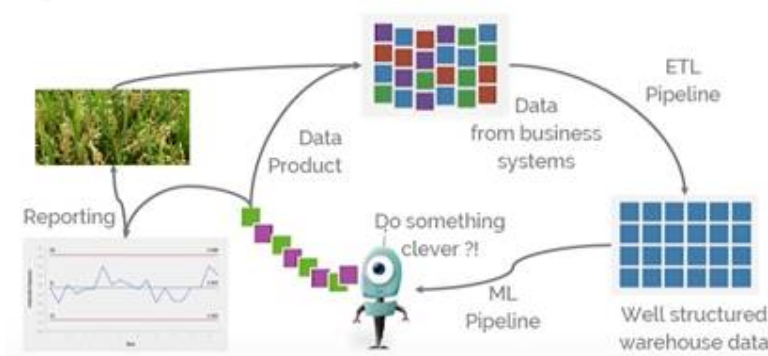 ETL
Pipeline
Data
from business
systems
Data
Product
Reporting
Do something
clever ?!
ML
Pipeline
Well structured
warehouse data